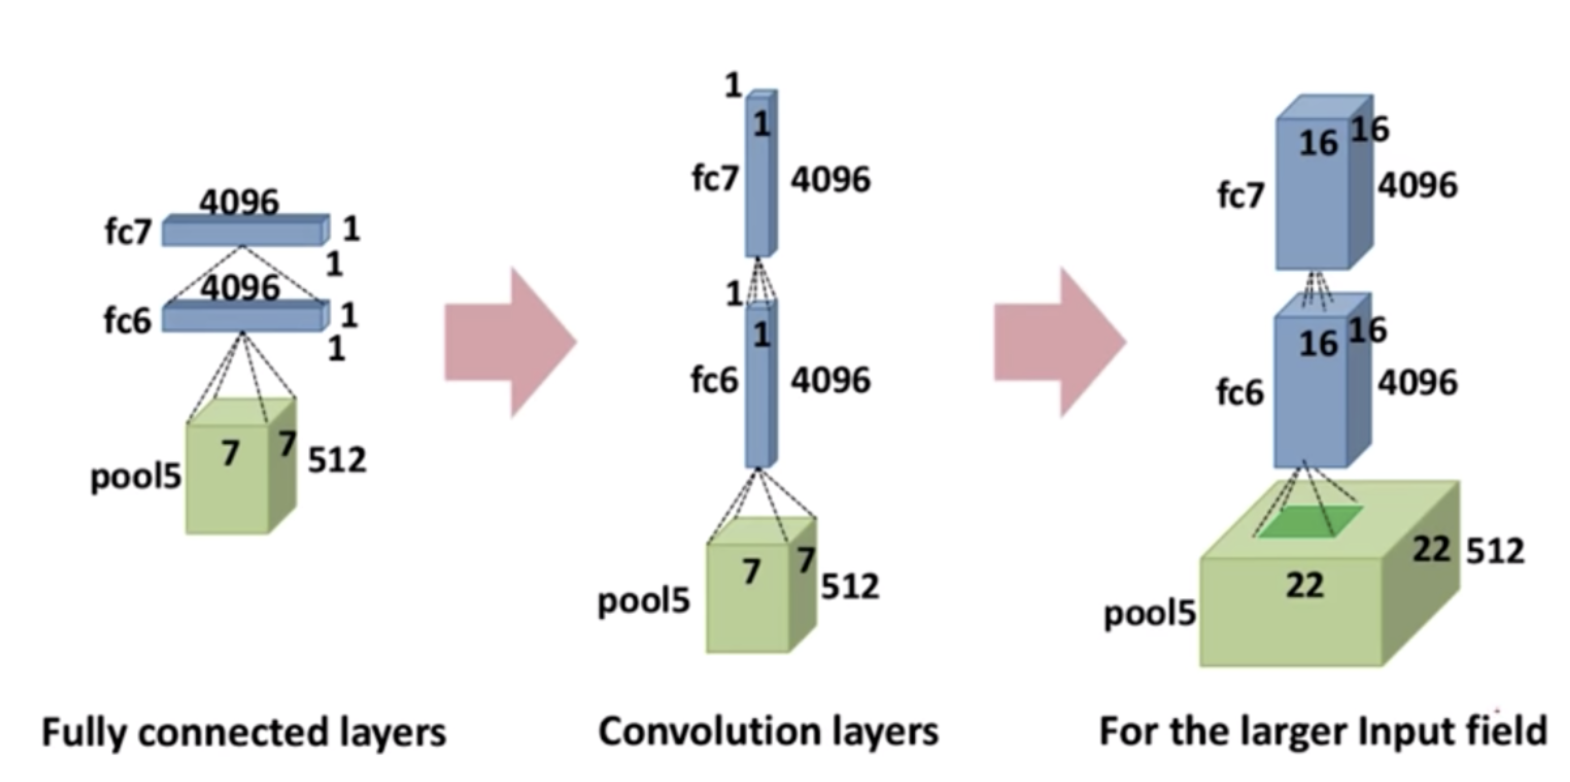 4096
fc7
1
1
4096
fc6
1
1
7
7
512
pool5
Fully connected layers
1
1
fc7
4096
1
1
fc6
4096
7
7
512
pool5
Convolution layers
16
16
fc7
4096
16
16
fc6
4096
22
22
512
pool5
For the larger Input field